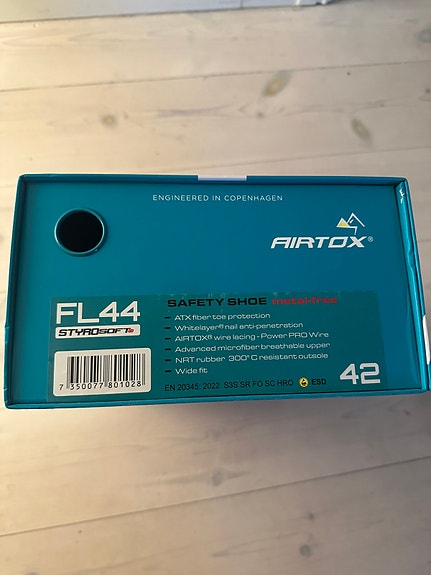 ENGINEERED IN COPENHAGEN
AIRTOX®
FL44
STYROSOFT
SAFETY SHOE metal-free
– ATX fiber toe protection
– Whitelayer® nail anti-penetration
– AIRTOX® wire lacing - Power PRO Wire
– Advanced microfiber breathable upper
– NRT rubber 300°C resistant outsole
– Wide fit
7 350077 801028
EN 20345: 2022 S3S SR FO SC HRO ESD
42